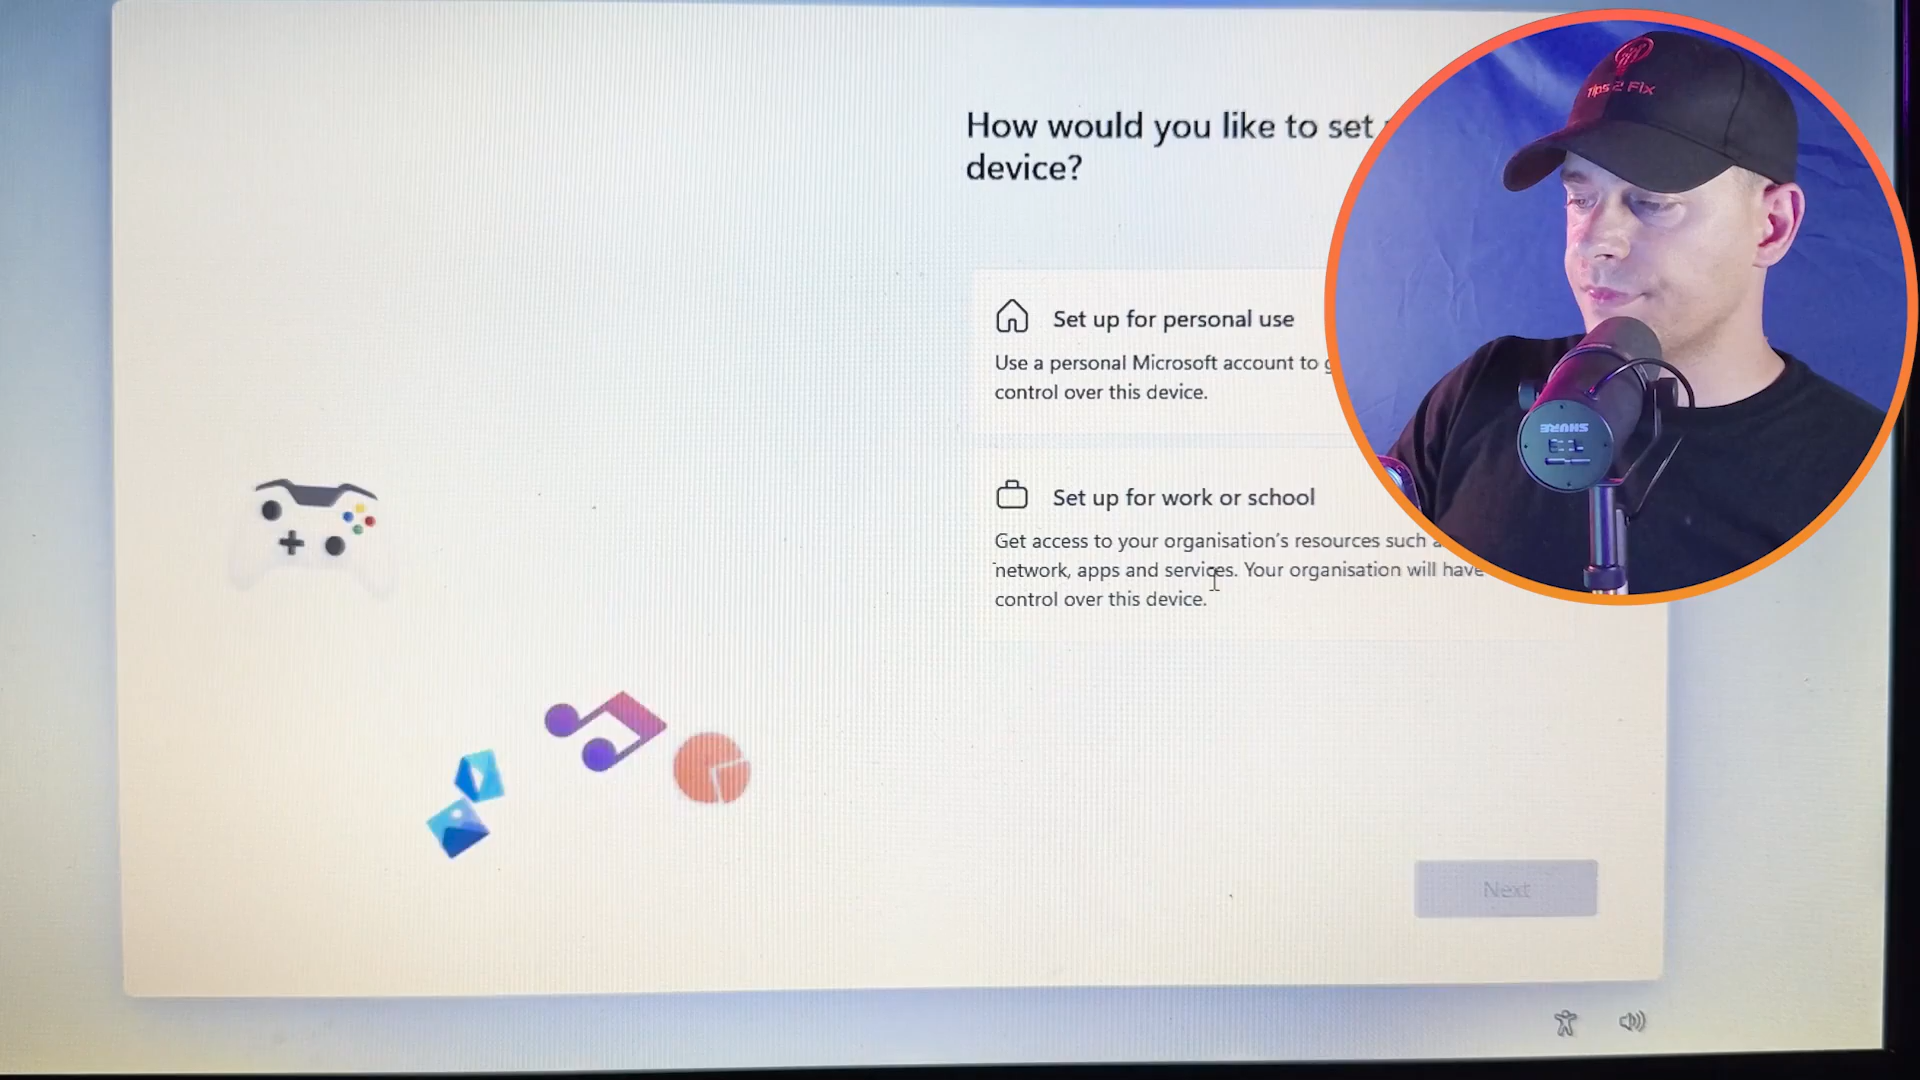 How would you like to set
device?
Set up for personal use
Use a personal Microsoft account to
control over this device.
Set up for work or school
Get access to your organisation's resources such
network, apps and services. Your organisation will have
control over this device.
Next
Tips 2 Fix
SHURE